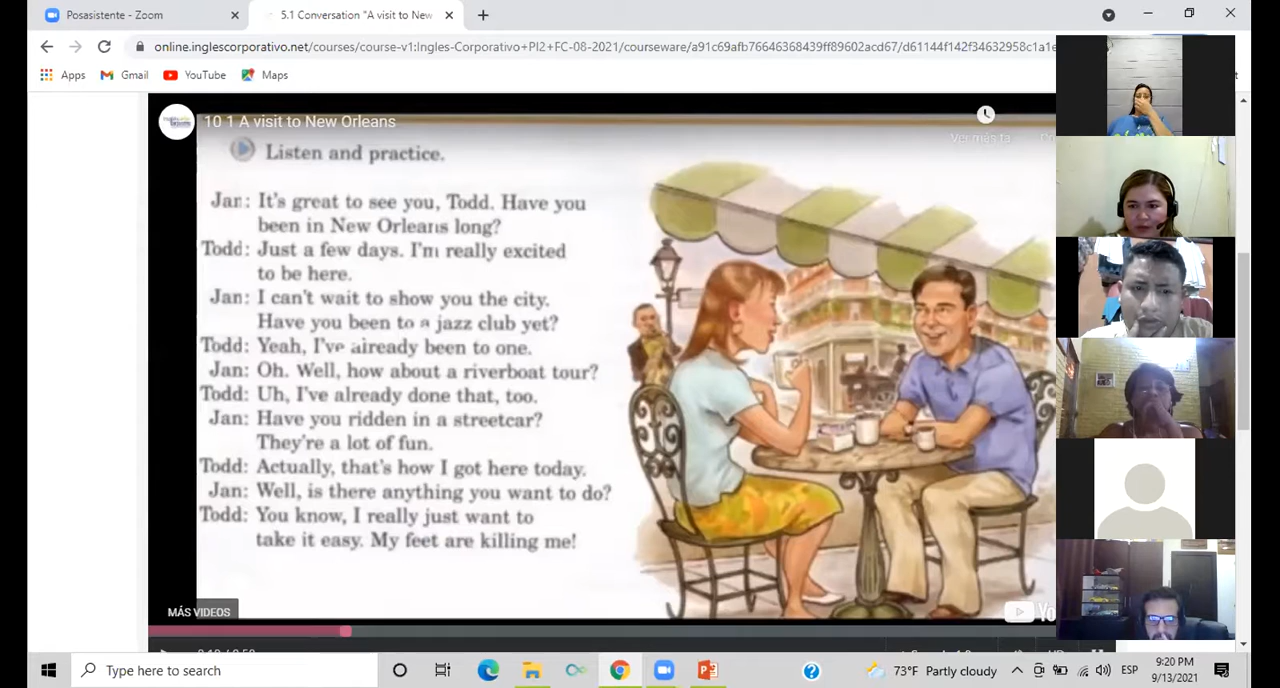 Posasistente - Zoom
5.1 Conversation "A visit to New
online.inglescorporativo.net/courses/course-v1:Ingles-Corporativo+PI2+FC-08-2021/courseware/a91c69afb76646368439ff89602acd67/d61144f142f34632958c1a1e
Apps Gmail YouTube Maps
10 1 A visit to New Orleans
Ver más ta
Listen and practice.
Jan: It's great to see you, Todd. Have you
been in New Orleans long?
Todd: Just a few days. I'm really excited
to be here.
Jan: I can't wait to show you the city.
Have you been to a jazz club yet?
Todd: Yeah, I've already been to one.
Jan: Oh. Well, how about a riverboat tour?
Todd: Uh, I've already done that, too.
Jan: Have you ridden in a streetcar?
They're a lot of fun.
Todd: Actually, that's how I got here today.
Jan: Well, is there anything you want to do?
Todd: You know, I really just want to
take it easy. My feet are killing me!
MÁS VIDEOS
Type here to search
73°F Partly cloudy
ESP
9:20 PM
9/13/2021